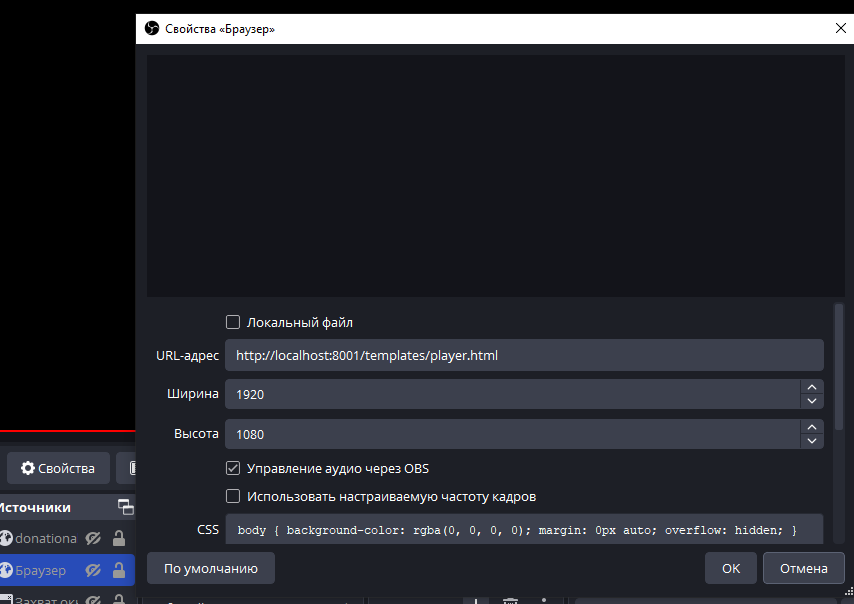 Свойства «Браузер»
Локальный файл
URL-адрес http://localhost:8001/templates/player.html
Ширина 1920
Высота 1080
Управление аудио через OBS
Использовать настраиваемую частоту кадров
CSS body { background-color: rgba(0, 0, 0, 0); margin: 0px auto; overflow: hidden; }
По умолчанию OK Отмена
Свойства
Источники
donationa
Браузер
Захват